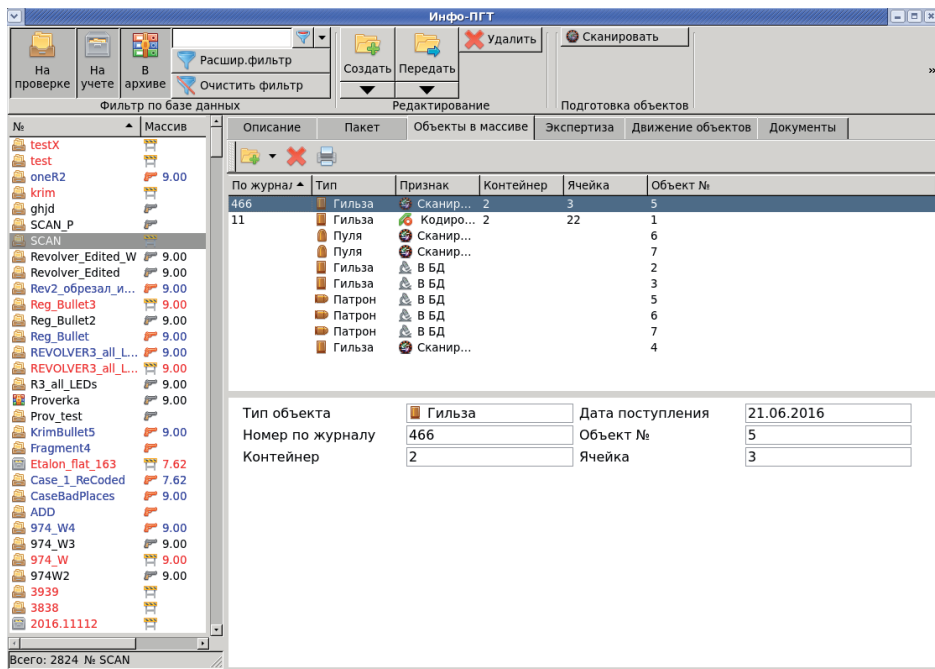 Инфо-ПГТ
На проверке
На учете
В архиве
Расшир.фильтр
Очистить фильтр
Фильтр по базе данных
Создать
Передать
Удалить
Редактирование
Сканировать
Подготовка объектов
»
№ Массив
testX
test
oneR2 9.00
krim
ghjd
SCAN_P
SCAN
Revolver_Edited_W 9.00
Revolver_Edited 9.00
Rev2_обрезал_и... 9.00
Reg_Bullet3 9.00
Reg_Bullet2 9.00
Reg_Bullet 9.00
REVOLVER3_all_L... 9.00
REVOLVER3_all_L... 9.00
R3_all_LEDs 9.00
Proverka 9.00
Prov_test
KrimBullet5 9.00
Fragment4
Etalon_flat_163 7.62
Case_1_ReCoded 7.62
CaseBadPlaces 9.00
ADD
974_W4 9.00
974_W3 9.00
974_W 9.00
974W2 9.00
3939
3838
2016.11112
Всего: 2824 № SCAN
Описание Пакет Объекты в массиве Экспертиза Движение объектов Документы
По журнал Тип Признак Контейнер Ячейка Объект №
466 Гильза Сканир... 2 3 5
11 Гильза Кодиро... 2 22 1
Пуля Сканир... 6
Пуля Сканир... 7
Гильза В БД 2
Гильза В БД 3
Патрон В БД 5
Патрон В БД 6
Патрон В БД 7
Гильза Сканир... 4
Тип объекта Гильза Дата поступления 21.06.2016
Номер по журналу 466 Объект № 5
Контейнер 2 Ячейка 3